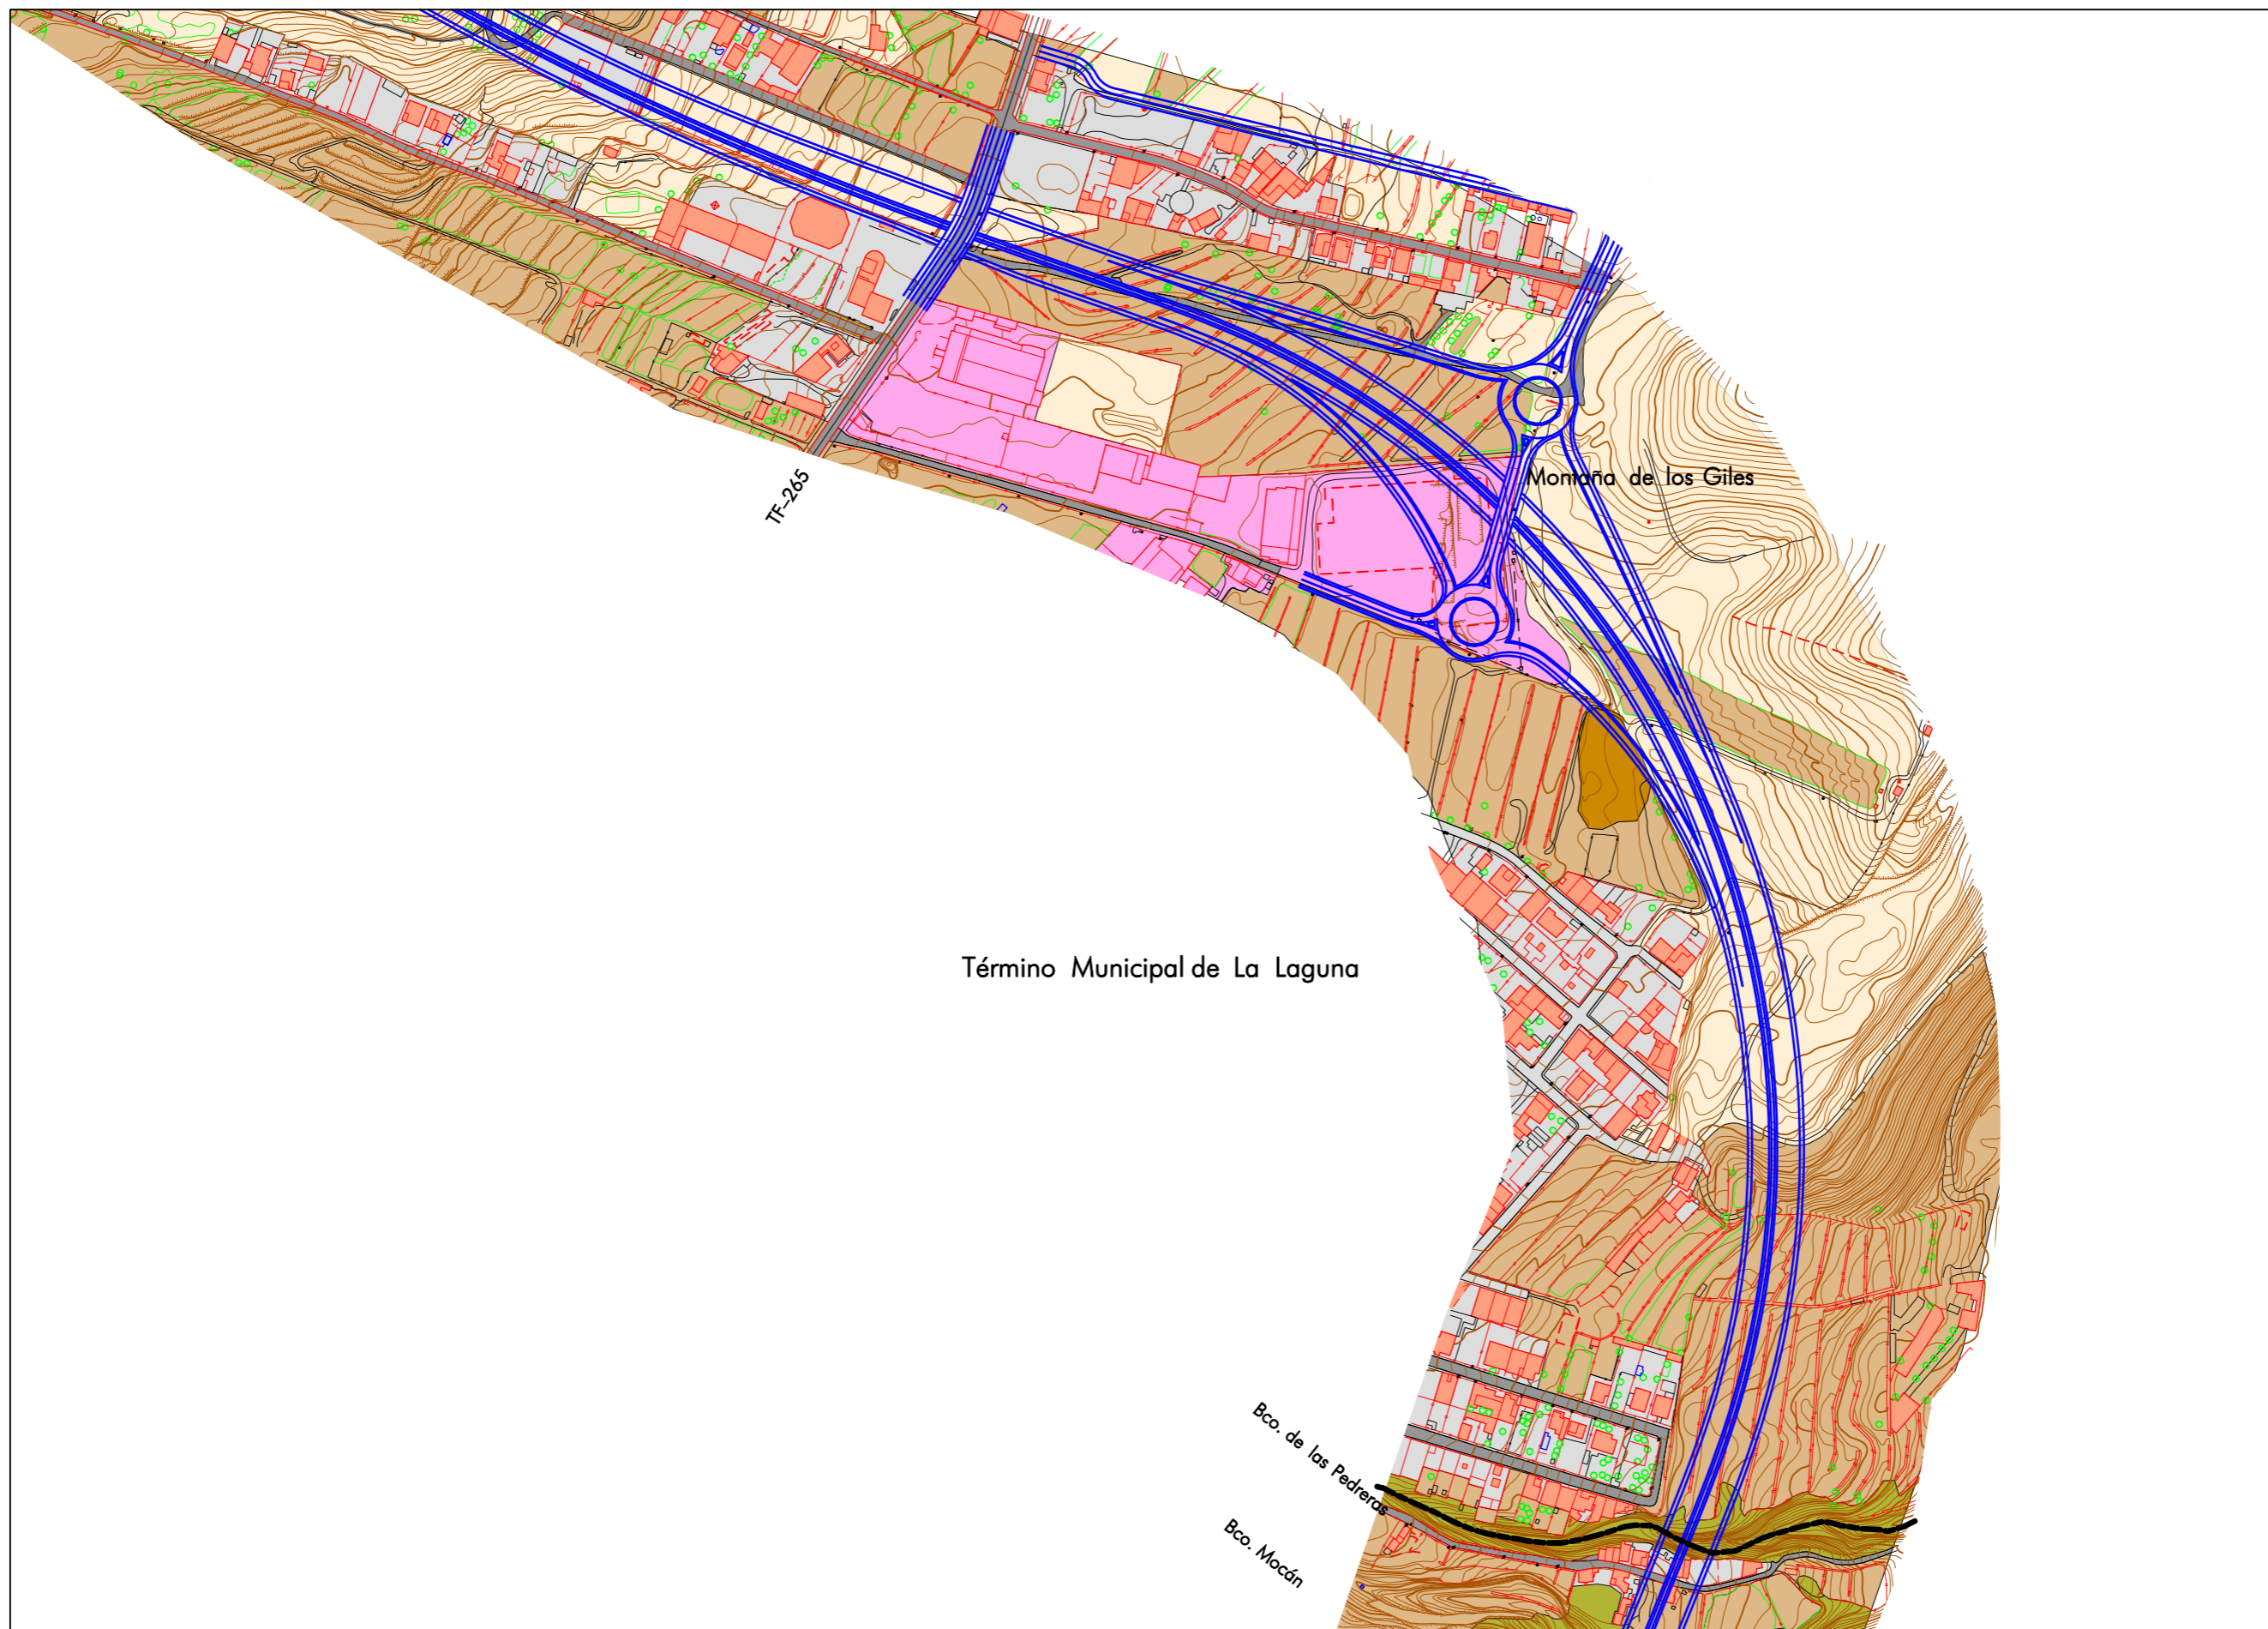 Montaña de los Giles
TF-265
Término Municipal de La Laguna
Bco. de las Pedreras
Bco. Mocán